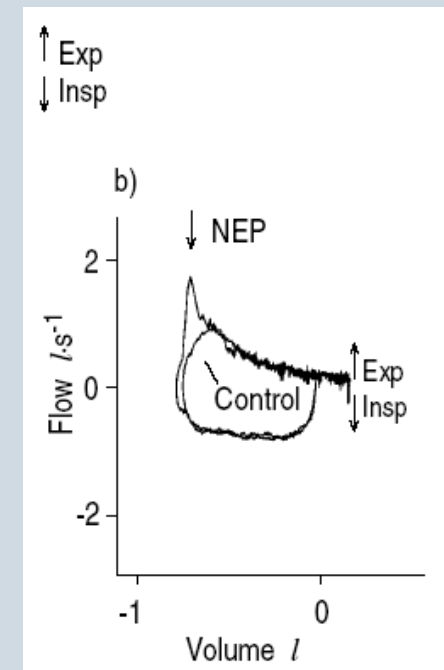 Exp
Insp
b)
NEP
2
0
-2
Flow l·s-1
Control
Exp
Insp
-1 0
Volume l